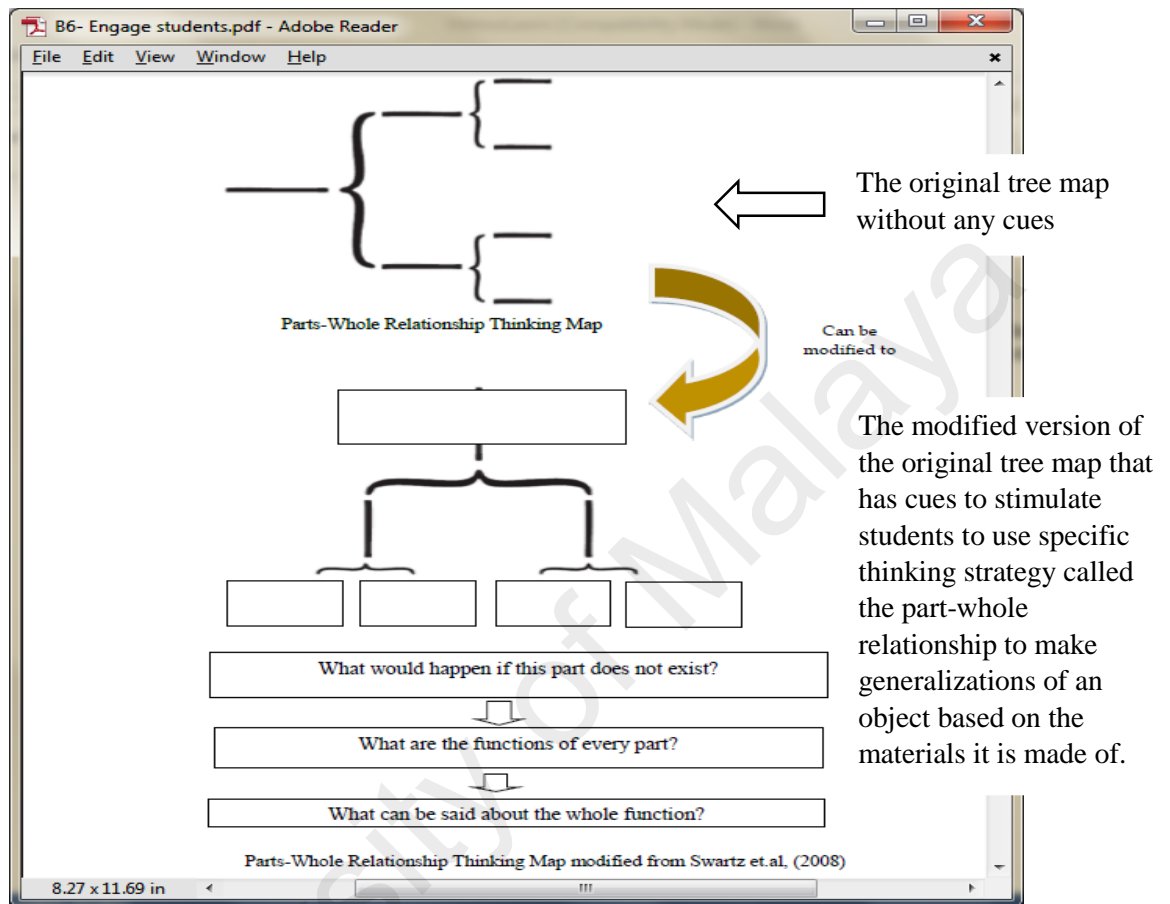 B6- Engage students.pdf - Adobe Reader
File Edit View Window Help
The original tree map
without any cues
Parts-Whole Relationship Thinking Map
Can be
modified to
The modified version of
the original tree map that
has cues to stimulate
students to use specific
thinking strategy called
the part-whole
relationship to make
generalizations of an
object based on the
materials it is made of.
What would happen if this part does not exist?
What are the functions of every part?
What can be said about the whole function?
Parts-Whole Relationship Thinking Map modified from Swartz et.al, (2008)
8.27 x 11.69 in
sity of Malaya